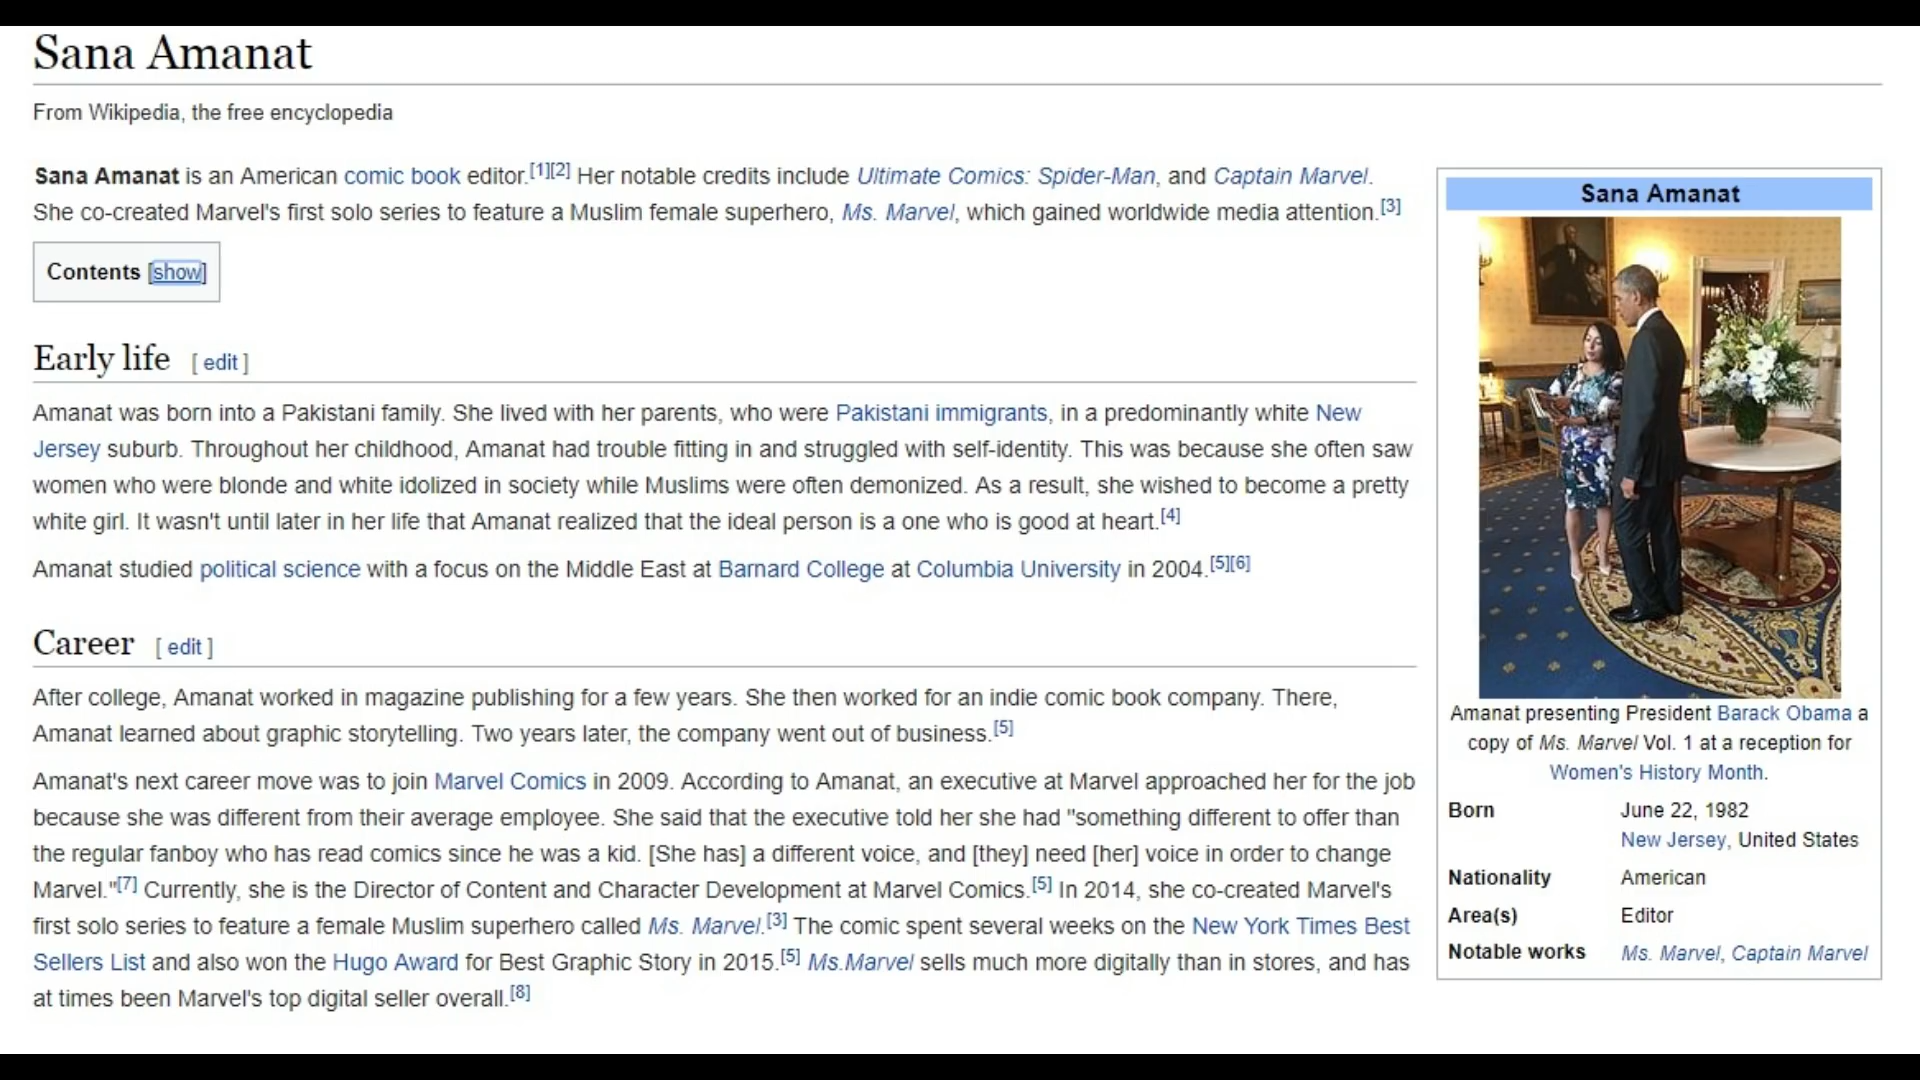 Sana Amanat
From Wikipedia, the free encyclopedia
Sana Amanat is an American comic book editor.[1][2] Her notable credits include Ultimate Comics: Spider-Man, and Captain Marvel.
She co-created Marvel's first solo series to feature a Muslim female superhero, Ms. Marvel, which gained worldwide media attention.[3]
Contents [show]
Early life [ edit ]
Amanat was born into a Pakistani family. She lived with her parents, who were Pakistani immigrants, in a predominantly white New
Jersey suburb. Throughout her childhood, Amanat had trouble fitting in and struggled with self-identity. This was because she often saw
women who were blonde and white idolized in society while Muslims were often demonized. As a result, she wished to become a pretty
white girl. It wasn't until later in her life that Amanat realized that the ideal person is a one who is good at heart.[4]
Amanat studied political science with a focus on the Middle East at Barnard College at Columbia University in 2004.[5][6]
Career [ edit ]
After college, Amanat worked in magazine publishing for a few years. She then worked for an indie comic book company. There,
Amanat learned about graphic storytelling. Two years later, the company went out of business.[5]
Amanat's next career move was to join Marvel Comics in 2009. According to Amanat, an executive at Marvel approached her for the job
because she was different from their average employee. She said that the executive told her she had "something different to offer than
the regular fanboy who has read comics since he was a kid. [She has] a different voice, and [they] need [her] voice in order to change
Marvel."[7] Currently, she is the Director of Content and Character Development at Marvel Comics.[5] In 2014, she co-created Marvel's
first solo series to feature a female Muslim superhero called Ms. Marvel.[3] The comic spent several weeks on the New York Times Best
Sellers List and also won the Hugo Award for Best Graphic Story in 2015.[5] Ms.Marvel sells much more digitally than in stores, and has
at times been Marvel's top digital seller overall.[8]
Sana Amanat
Amanat presenting President Barack Obama a
copy of Ms. Marvel Vol. 1 at a reception for
Women's History Month.
Born June 22, 1982
New Jersey, United States
Nationality American
Area(s) Editor
Notable works Ms. Marvel, Captain Marvel